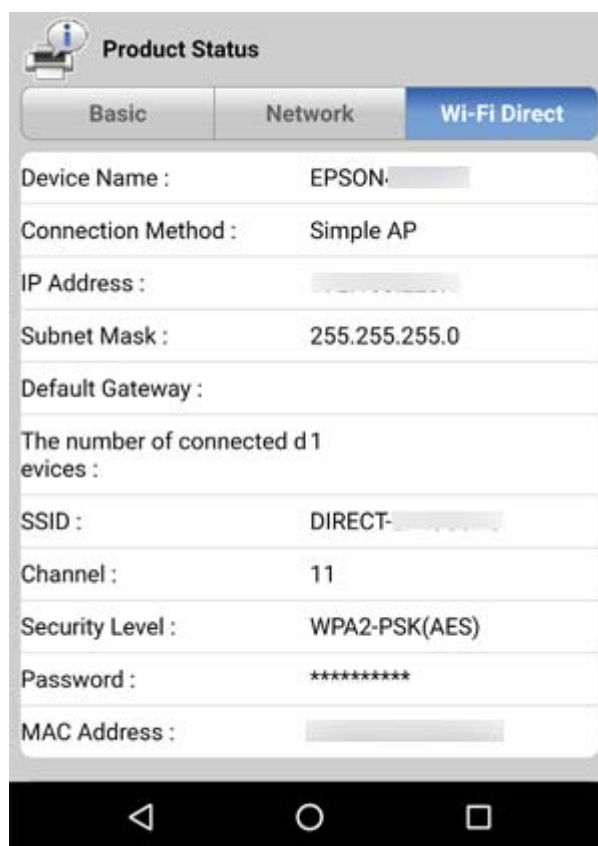 Product Status
Basic Network Wi-Fi Direct
Device Name : EPSON
Connection Method : Simple AP
IP Address :
Subnet Mask : 255.255.255.0
Default Gateway :
The number of connected d 1
evices :
SSID : DIRECT-
Channel : 11
Security Level : WPA2-PSK(AES)
Password : **********
MAC Address :